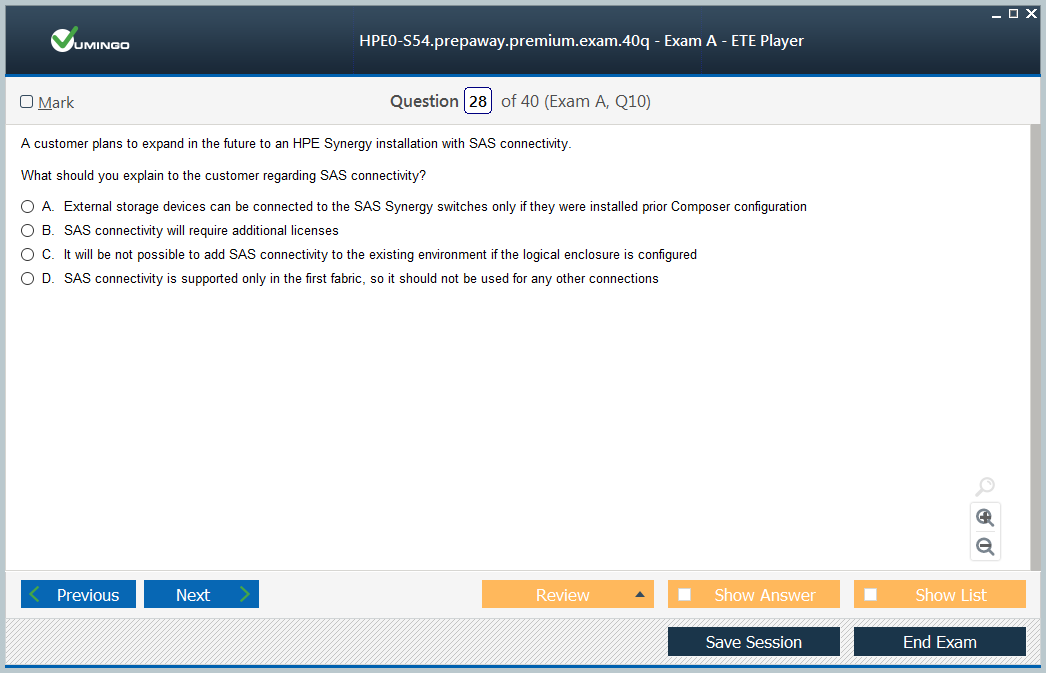 VUMINGO
HPE0-S54.prepaway.premium.exam.40q - Exam A - ETE Player
Mark
Question 28 of 40 (Exam A, Q10)
A customer plans to expand in the future to an HPE Synergy installation with SAS connectivity.
What should you explain to the customer regarding SAS connectivity?
A. External storage devices can be connected to the SAS Synergy switches only if they were installed prior Composer configuration
B. SAS connectivity will require additional licenses
C. It will be not possible to add SAS connectivity to the existing environment if the logical enclosure is configured
D. SAS connectivity is supported only in the first fabric, so it should not be used for any other connections
Previous Next Review Show Answer Show List
Save Session End Exam